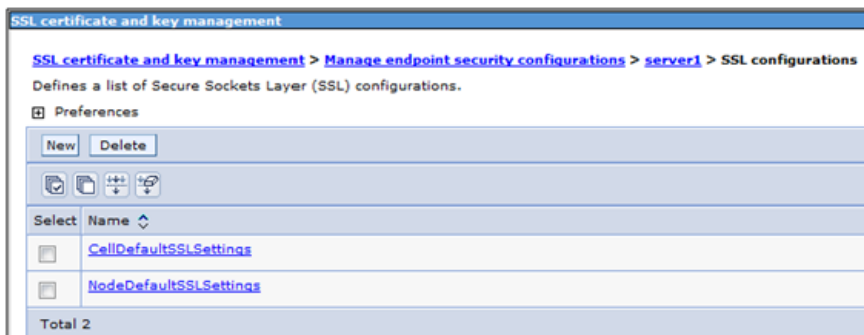 SSL certificate and key management
SSL certificate and key management > Manage endpoint security configurations > server1 > SSL configurations
Defines a list of Secure Sockets Layer (SSL) configurations.
Preferences
New Delete
Select Name
CellDefaultSSLSettings
NodeDefaultSSLSettings
Total 2